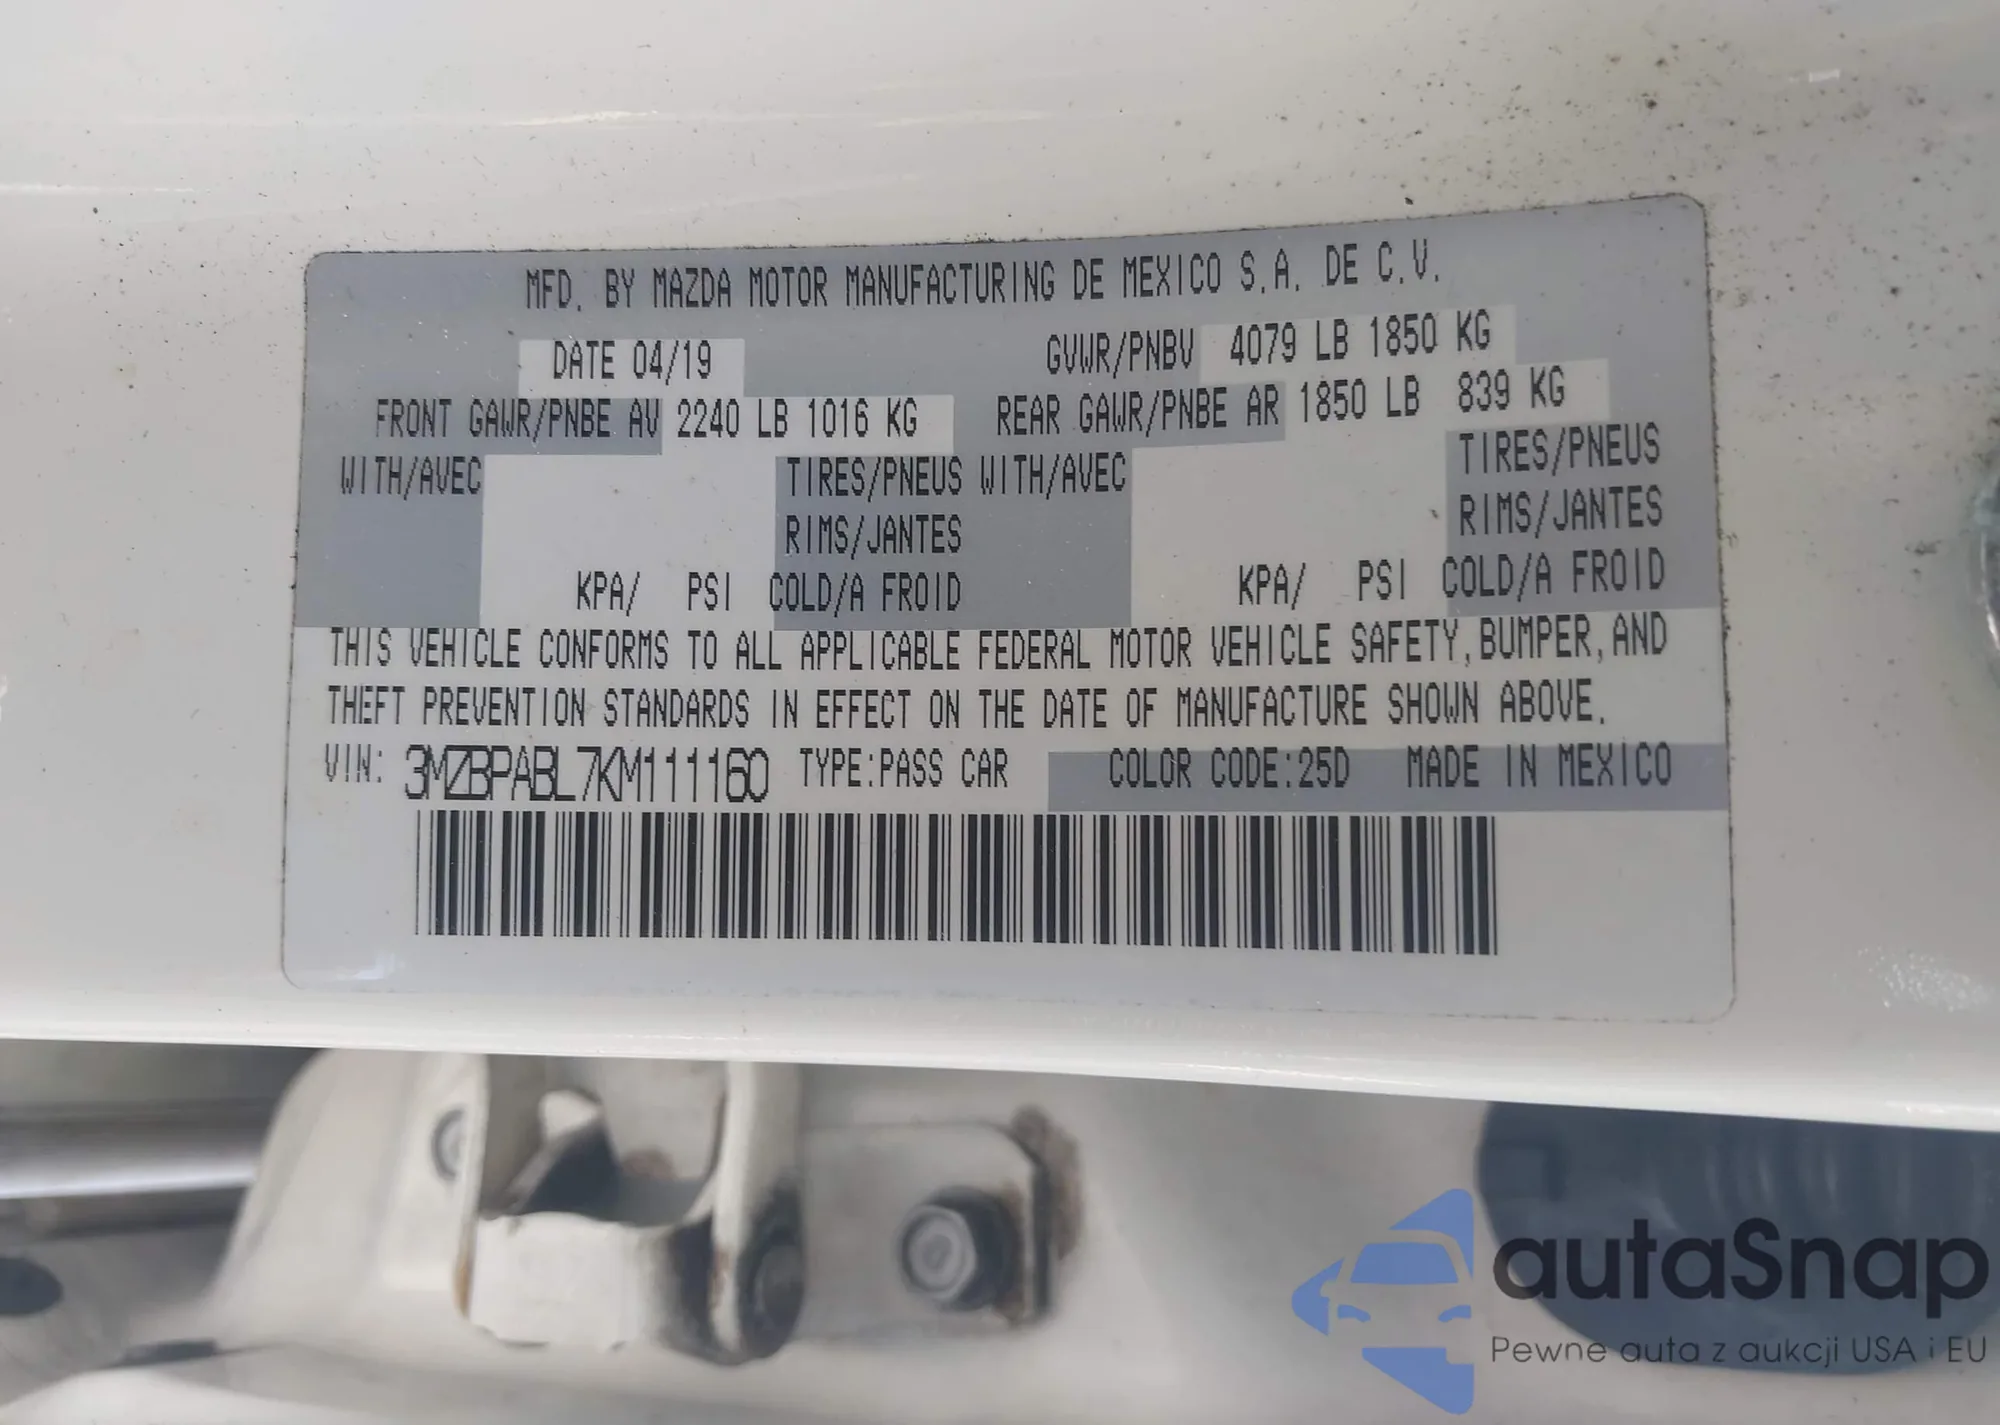 MFD. BY MAZDA MOTOR MANUFACTURING DE MEXICO S.A. DE C.V.
DATE 04/19 GVWR/PNBV 4079 LB 1850 KG
FRONT GAWR/PNBE AV 2240 LB 1016 KG REAR GAWR/PNBE AR 1850 LB 839 KG
WITH/AVEC TIRES/PNEUS WITH/AVEC TIRES/PNEUS
RIMS/JANTES RIMS/JANTES
KPA/ PSI COLD/A FROID KPA/ PSI COLD/A FROID
THIS VEHICLE CONFORMS TO ALL APPLICABLE FEDERAL MOTOR VEHICLE SAFETY, BUMPER, AND
THEFT PREVENTION STANDARDS IN EFFECT ON THE DATE OF MANUFACTURE SHOWN ABOVE.
VIN: 3MZBPABL7KM111160 TYPE:PASS CAR COLOR CODE:25D MADE IN MEXICO
autaSnap
Pewne auta z aukcji USA i EU